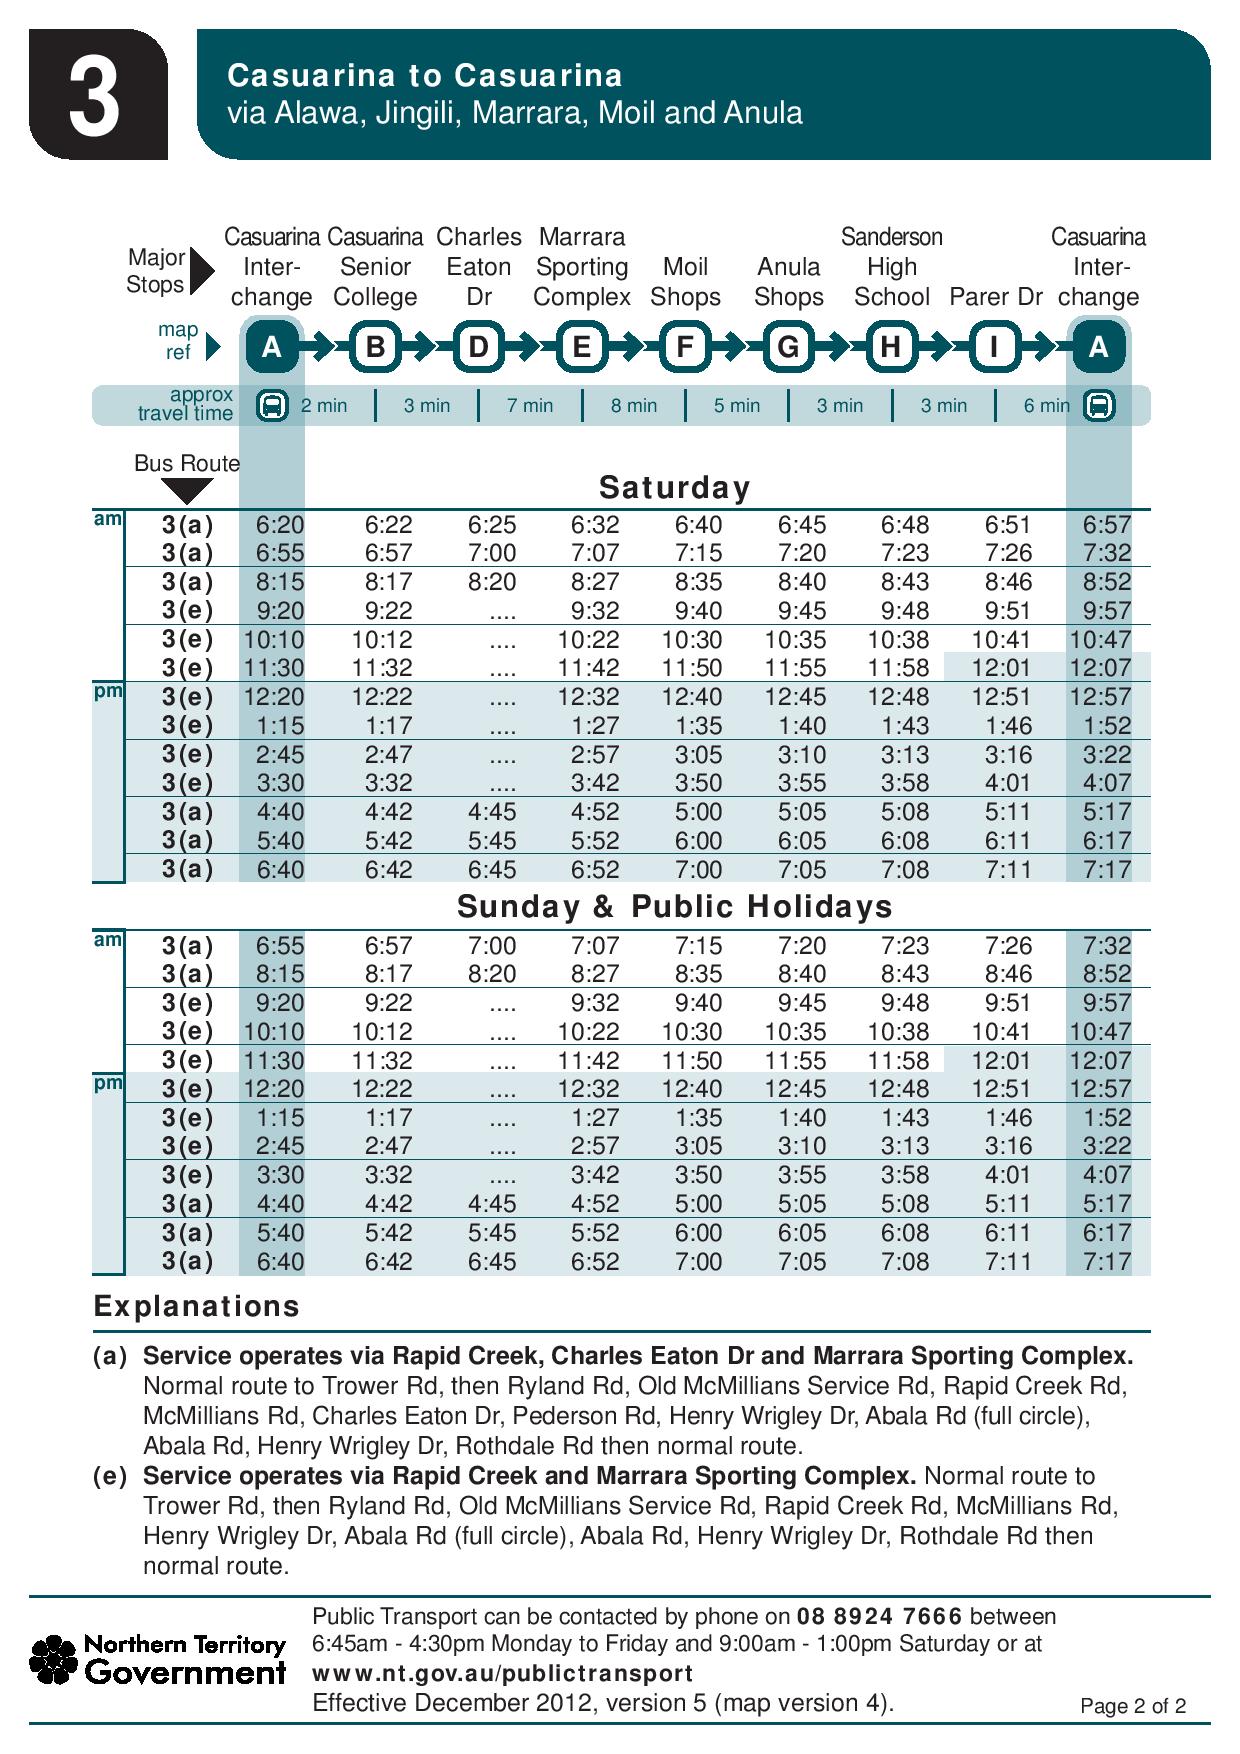 3
Casuarina to Casuarina
via Alawa, Jingili, Marrara, Moil and Anula
Major Stops
Casuarina Inter-change
Casuarina Senior College
Charles Eaton Dr
Marrara Sporting Complex
Moil Shops
Anula Shops
Sanderson High School
Parer Dr
Casuarina Inter-change
map ref
A B D E F G H I A
approx travel time
2 min 3 min 7 min 8 min 5 min 3 min 3 min 6 min
Bus Route
Saturday
am
3(a) 6:20 6:22 6:25 6:32 6:40 6:45 6:48 6:51 6:57
3(a) 6:55 6:57 7:00 7:07 7:15 7:20 7:23 7:26 7:32
3(a) 8:15 8:17 8:20 8:27 8:35 8:40 8:43 8:46 8:52
3(e) 9:20 9:22 .... 9:32 9:40 9:45 9:48 9:51 9:57
3(e) 10:10 10:12 .... 10:22 10:30 10:35 10:38 10:41 10:47
3(e) 11:30 11:32 .... 11:42 11:50 11:55 11:58 12:01 12:07
pm
3(e) 12:20 12:22 .... 12:32 12:40 12:45 12:48 12:51 12:57
3(e) 1:15 1:17 .... 1:27 1:35 1:40 1:43 1:46 1:52
3(e) 2:45 2:47 .... 2:57 3:05 3:10 3:13 3:16 3:22
3(e) 3:30 3:32 .... 3:42 3:50 3:55 3:58 4:01 4:07
3(a) 4:40 4:42 4:45 4:52 5:00 5:05 5:08 5:11 5:17
3(a) 5:40 5:42 5:45 5:52 6:00 6:05 6:08 6:11 6:17
3(a) 6:40 6:42 6:45 6:52 7:00 7:05 7:08 7:11 7:17
Sunday & Public Holidays
am
3(a) 6:55 6:57 7:00 7:07 7:15 7:20 7:23 7:26 7:32
3(a) 8:15 8:17 8:20 8:27 8:35 8:40 8:43 8:46 8:52
3(e) 9:20 9:22 .... 9:32 9:40 9:45 9:48 9:51 9:57
3(e) 10:10 10:12 .... 10:22 10:30 10:35 10:38 10:41 10:47
3(e) 11:30 11:32 .... 11:42 11:50 11:55 11:58 12:01 12:07
pm
3(e) 12:20 12:22 .... 12:32 12:40 12:45 12:48 12:51 12:57
3(e) 1:15 1:17 .... 1:27 1:35 1:40 1:43 1:46 1:52
3(e) 2:45 2:47 .... 2:57 3:05 3:10 3:13 3:16 3:22
3(e) 3:30 3:32 .... 3:42 3:50 3:55 3:58 4:01 4:07
3(a) 4:40 4:42 4:45 4:52 5:00 5:05 5:08 5:11 5:17
3(a) 5:40 5:42 5:45 5:52 6:00 6:05 6:08 6:11 6:17
3(a) 6:40 6:42 6:45 6:52 7:00 7:05 7:08 7:11 7:17
Explanations
(a) Service operates via Rapid Creek, Charles Eaton Dr and Marrara Sporting Complex.
Normal route to Trower Rd, then Ryland Rd, Old McMillians Service Rd, Rapid Creek Rd,
McMillians Rd, Charles Eaton Dr, Pederson Rd, Henry Wrigley Dr, Abala Rd (full circle),
Abala Rd, Henry Wrigley Dr, Rothdale Rd then normal route.
(e) Service operates via Rapid Creek and Marrara Sporting Complex. Normal route to
Trower Rd, then Ryland Rd, Old McMillians Service Rd, Rapid Creek Rd, McMillians Rd,
Henry Wrigley Dr, Abala Rd (full circle), Abala Rd, Henry Wrigley Dr, Rothdale Rd then
normal route.
Northern Territory
Government
Public Transport can be contacted by phone on 08 8924 7666 between
6:45am - 4:30pm Monday to Friday and 9:00am - 1:00pm Saturday or at
www.nt.gov.au/publictransport
Effective December 2012, version 5 (map version 4).
Page 2 of 2